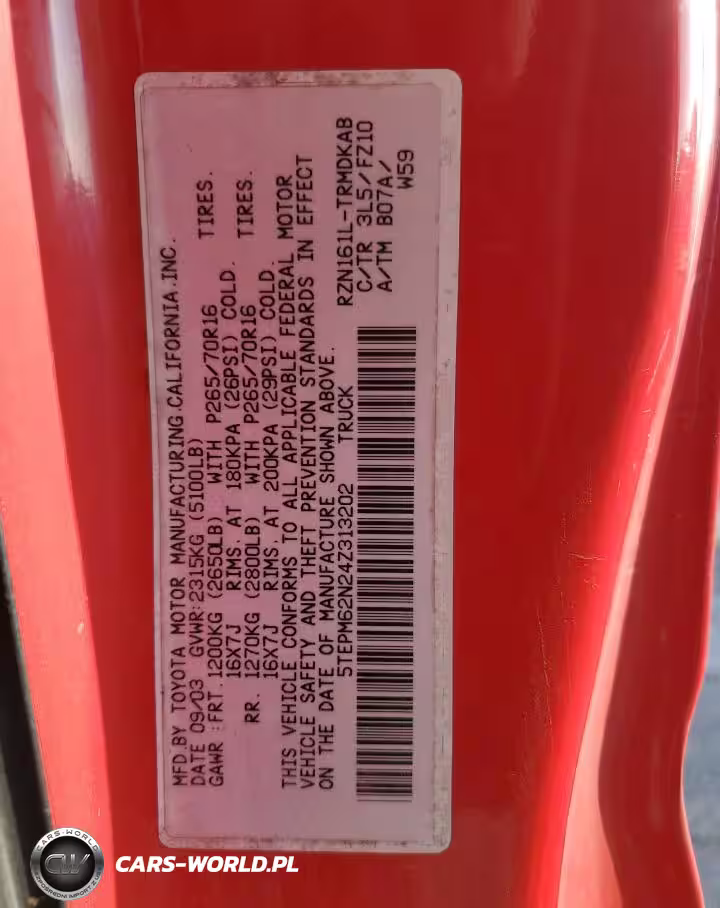 MFD BY TOYOTA MOTOR MANUFACTURING.CALIFORNIA.INC.
DATE 09/03 GVWR:2315KG (5100LB)
GAWR :FRT. 1200KG (2650LB) WITH P265/70R16 TIRES.
16X7J RIMS. AT 180KPA (26PSI) COLD.
RR. 1270KG (2800LB) WITH P265/70R16 TIRES.
16X7J RIMS. AT 200KPA (29PSI) COLD.
THIS VEHICLE CONFORMS TO ALL APPLICABLE FEDERAL MOTOR
VEHICLE SAFETY AND THEFT PREVENTION STANDARDS IN EFFECT
ON THE DATE OF MANUFACTURE SHOWN ABOVE.
5TEPM62N24Z313202 TRUCK
RZN161L-TRMDKAB
C/TR 3L5/FZ10
A/TM B07A/
W59
CARS-WORLD
CW
CARS-WORLD.PL